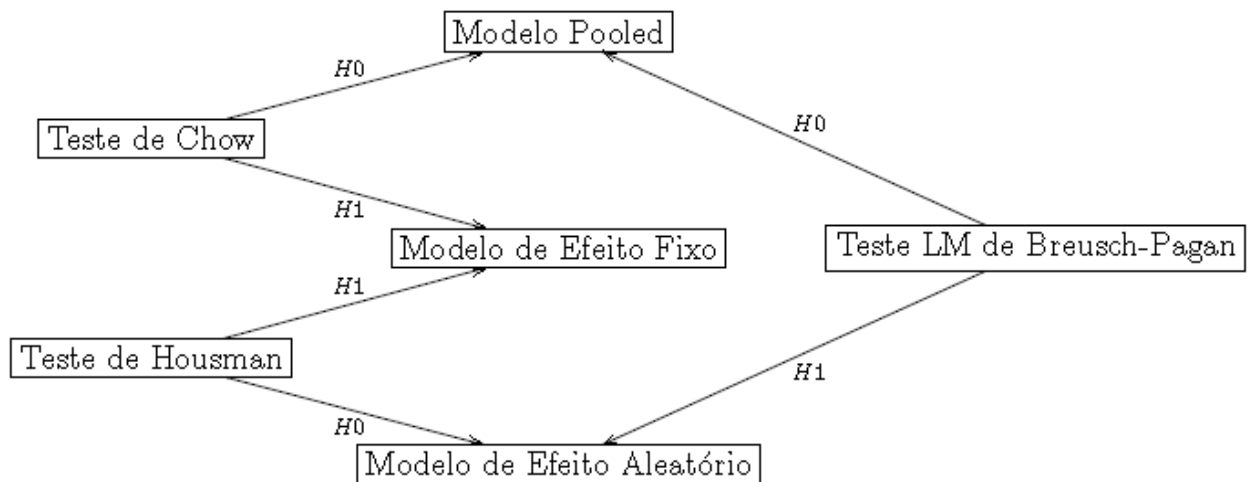 Modelo Pooled
H0
Teste de Chow
H0
H1
Modelo de Efeito Fixo
Teste LM de Breusch-Pagan
H1
Teste de Housman
H1
H0
Modelo de Efeito Aleatório